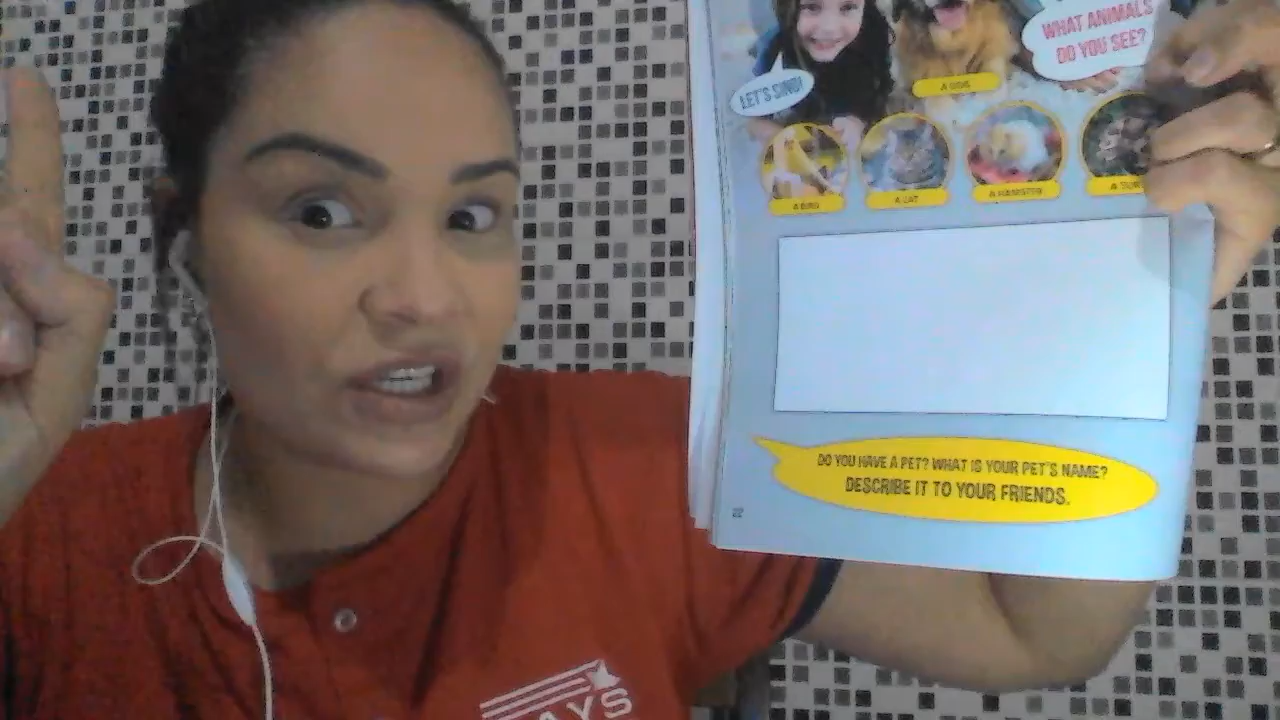 WHAT ANIMALS
DO YOU SEE?
LET'S SING!
A DOG
A BIRD
A CAT
A HAMSTER
DO YOU HAVE A PET? WHAT IS YOUR PET'S NAME?
DESCRIBE IT TO YOUR FRIENDS.
22